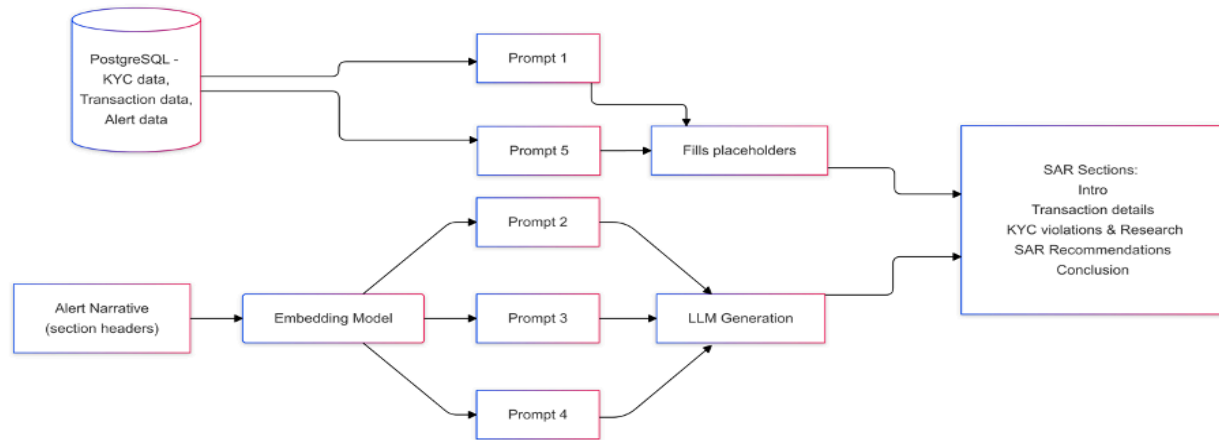 PostgreSQL -
KYC data,
Transaction data,
Alert data
Prompt 1
Prompt 5
Fills placeholders
Prompt 2
Alert Narrative
(section headers)
Embedding Model
Prompt 3
LLM Generation
Prompt 4
SAR Sections:
Intro
Transaction details
KYC violations & Research
SAR Recommendations
Conclusion